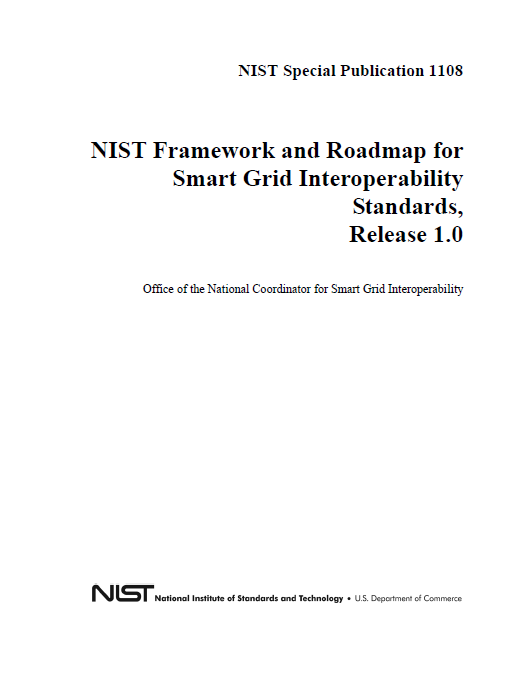 NIST Special Publication 1108
NIST Framework and Roadmap for
Smart Grid Interoperability
Standards,
Release 1.0
Office of the National Coordinator for Smart Grid Interoperability
NIST National Institute of Standards and Technology • U.S. Department of Commerce